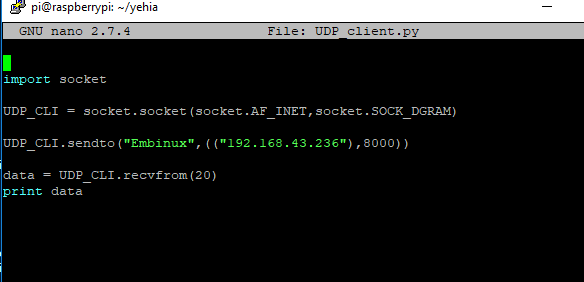 pi@raspberrypi: ~/yehia
GNU nano 2.7.4 File: UDP_client.py
import socket
UDP_CLI = socket.socket(socket.AF_INET,socket.SOCK_DGRAM)
UDP_CLI.sendto("Embinux",(("192.168.43.236"),8000))
data = UDP_CLI.recvfrom(20)
print data